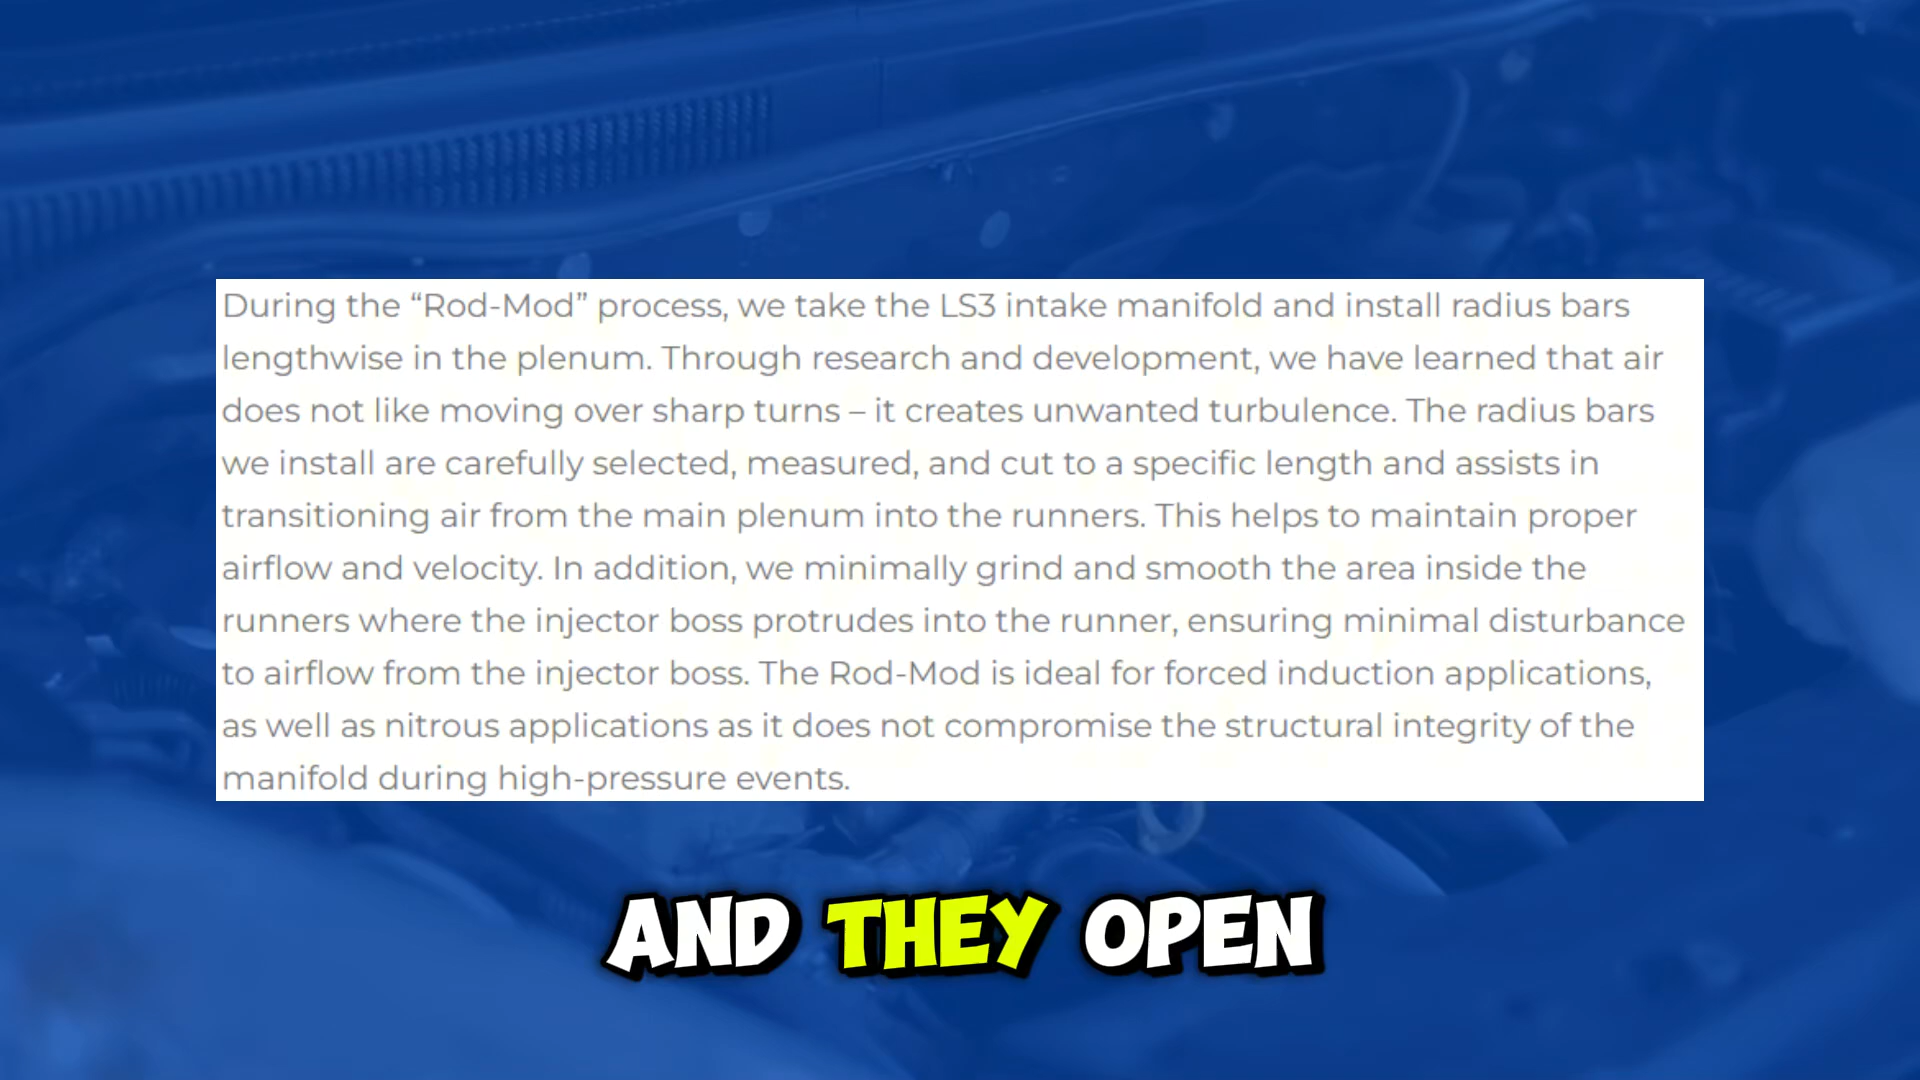 During the “Rod-Mod” process, we take the LS3 intake manifold and install radius bars
lengthwise in the plenum. Through research and development, we have learned that air
does not like moving over sharp turns – it creates unwanted turbulence. The radius bars
we install are carefully selected, measured, and cut to a specific length and assists in
transitioning air from the main plenum into the runners. This helps to maintain proper
airflow and velocity. In addition, we minimally grind and smooth the area inside the
runners where the injector boss protrudes into the runner, ensuring minimal disturbance
to airflow from the injector boss. The Rod-Mod is ideal for forced induction applications,
as well as nitrous applications as it does not compromise the structural integrity of the
manifold during high-pressure events.
AND THEY OPEN